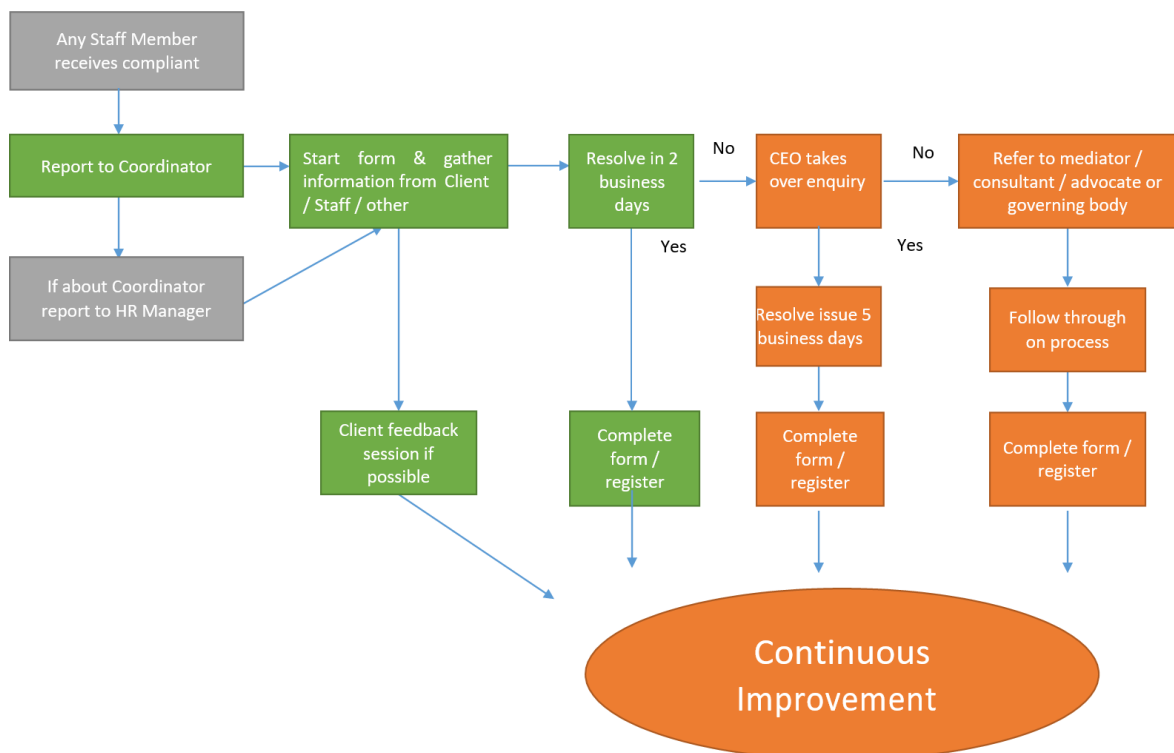 Any Staff Member
receives compliant
Report to Coordinator
If about Coordinator
report to HR Manager
Start form & gather
information from Client
/ Staff / other
Client feedback
session if
possible
Resolve in 2
business
days
No
Yes
Complete
form /
register
CEO takes
over enquiry
No
Yes
Resolve issue 5
business days
Complete
form /
register
Refer to mediator /
consultant / advocate or
governing body
Follow through
on process
Complete form /
register
Continuous
Improvement